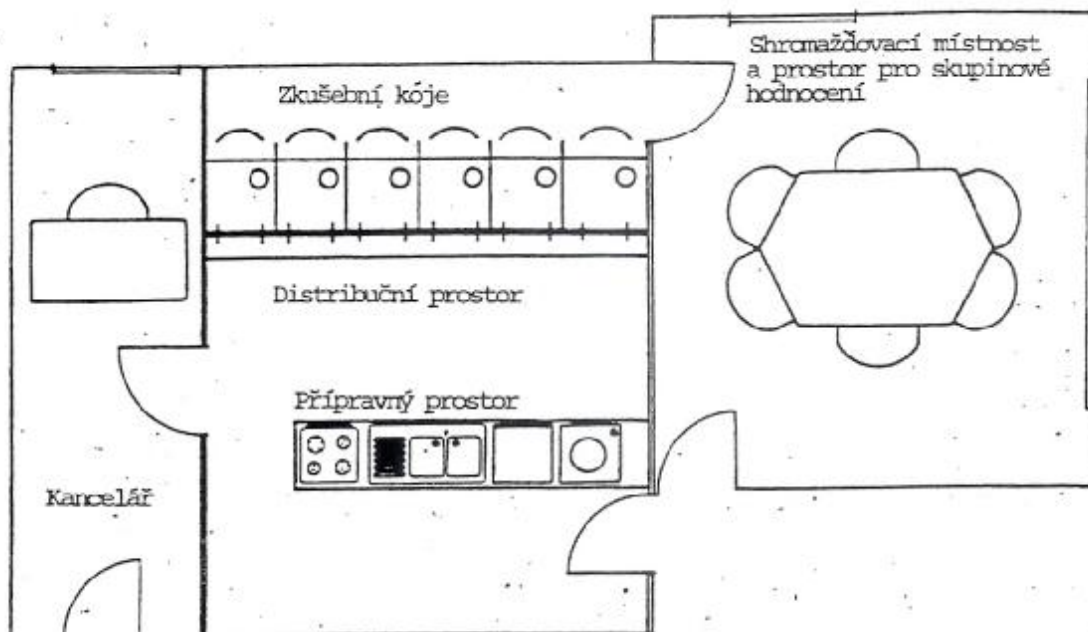 Shromažďovací místnost
a prostor pro skupinové
hodnocení
Zkušební kóje
Distribuční prostor
Přípravný prostor
Kancelář